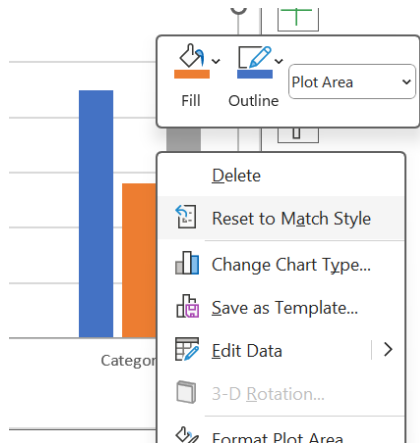 Fill
Outline
Plot Area
Delete
Reset to Match Style
Change Chart Type...
Save as Template...
Edit Data
3-D Rotation...
Format Plot Area